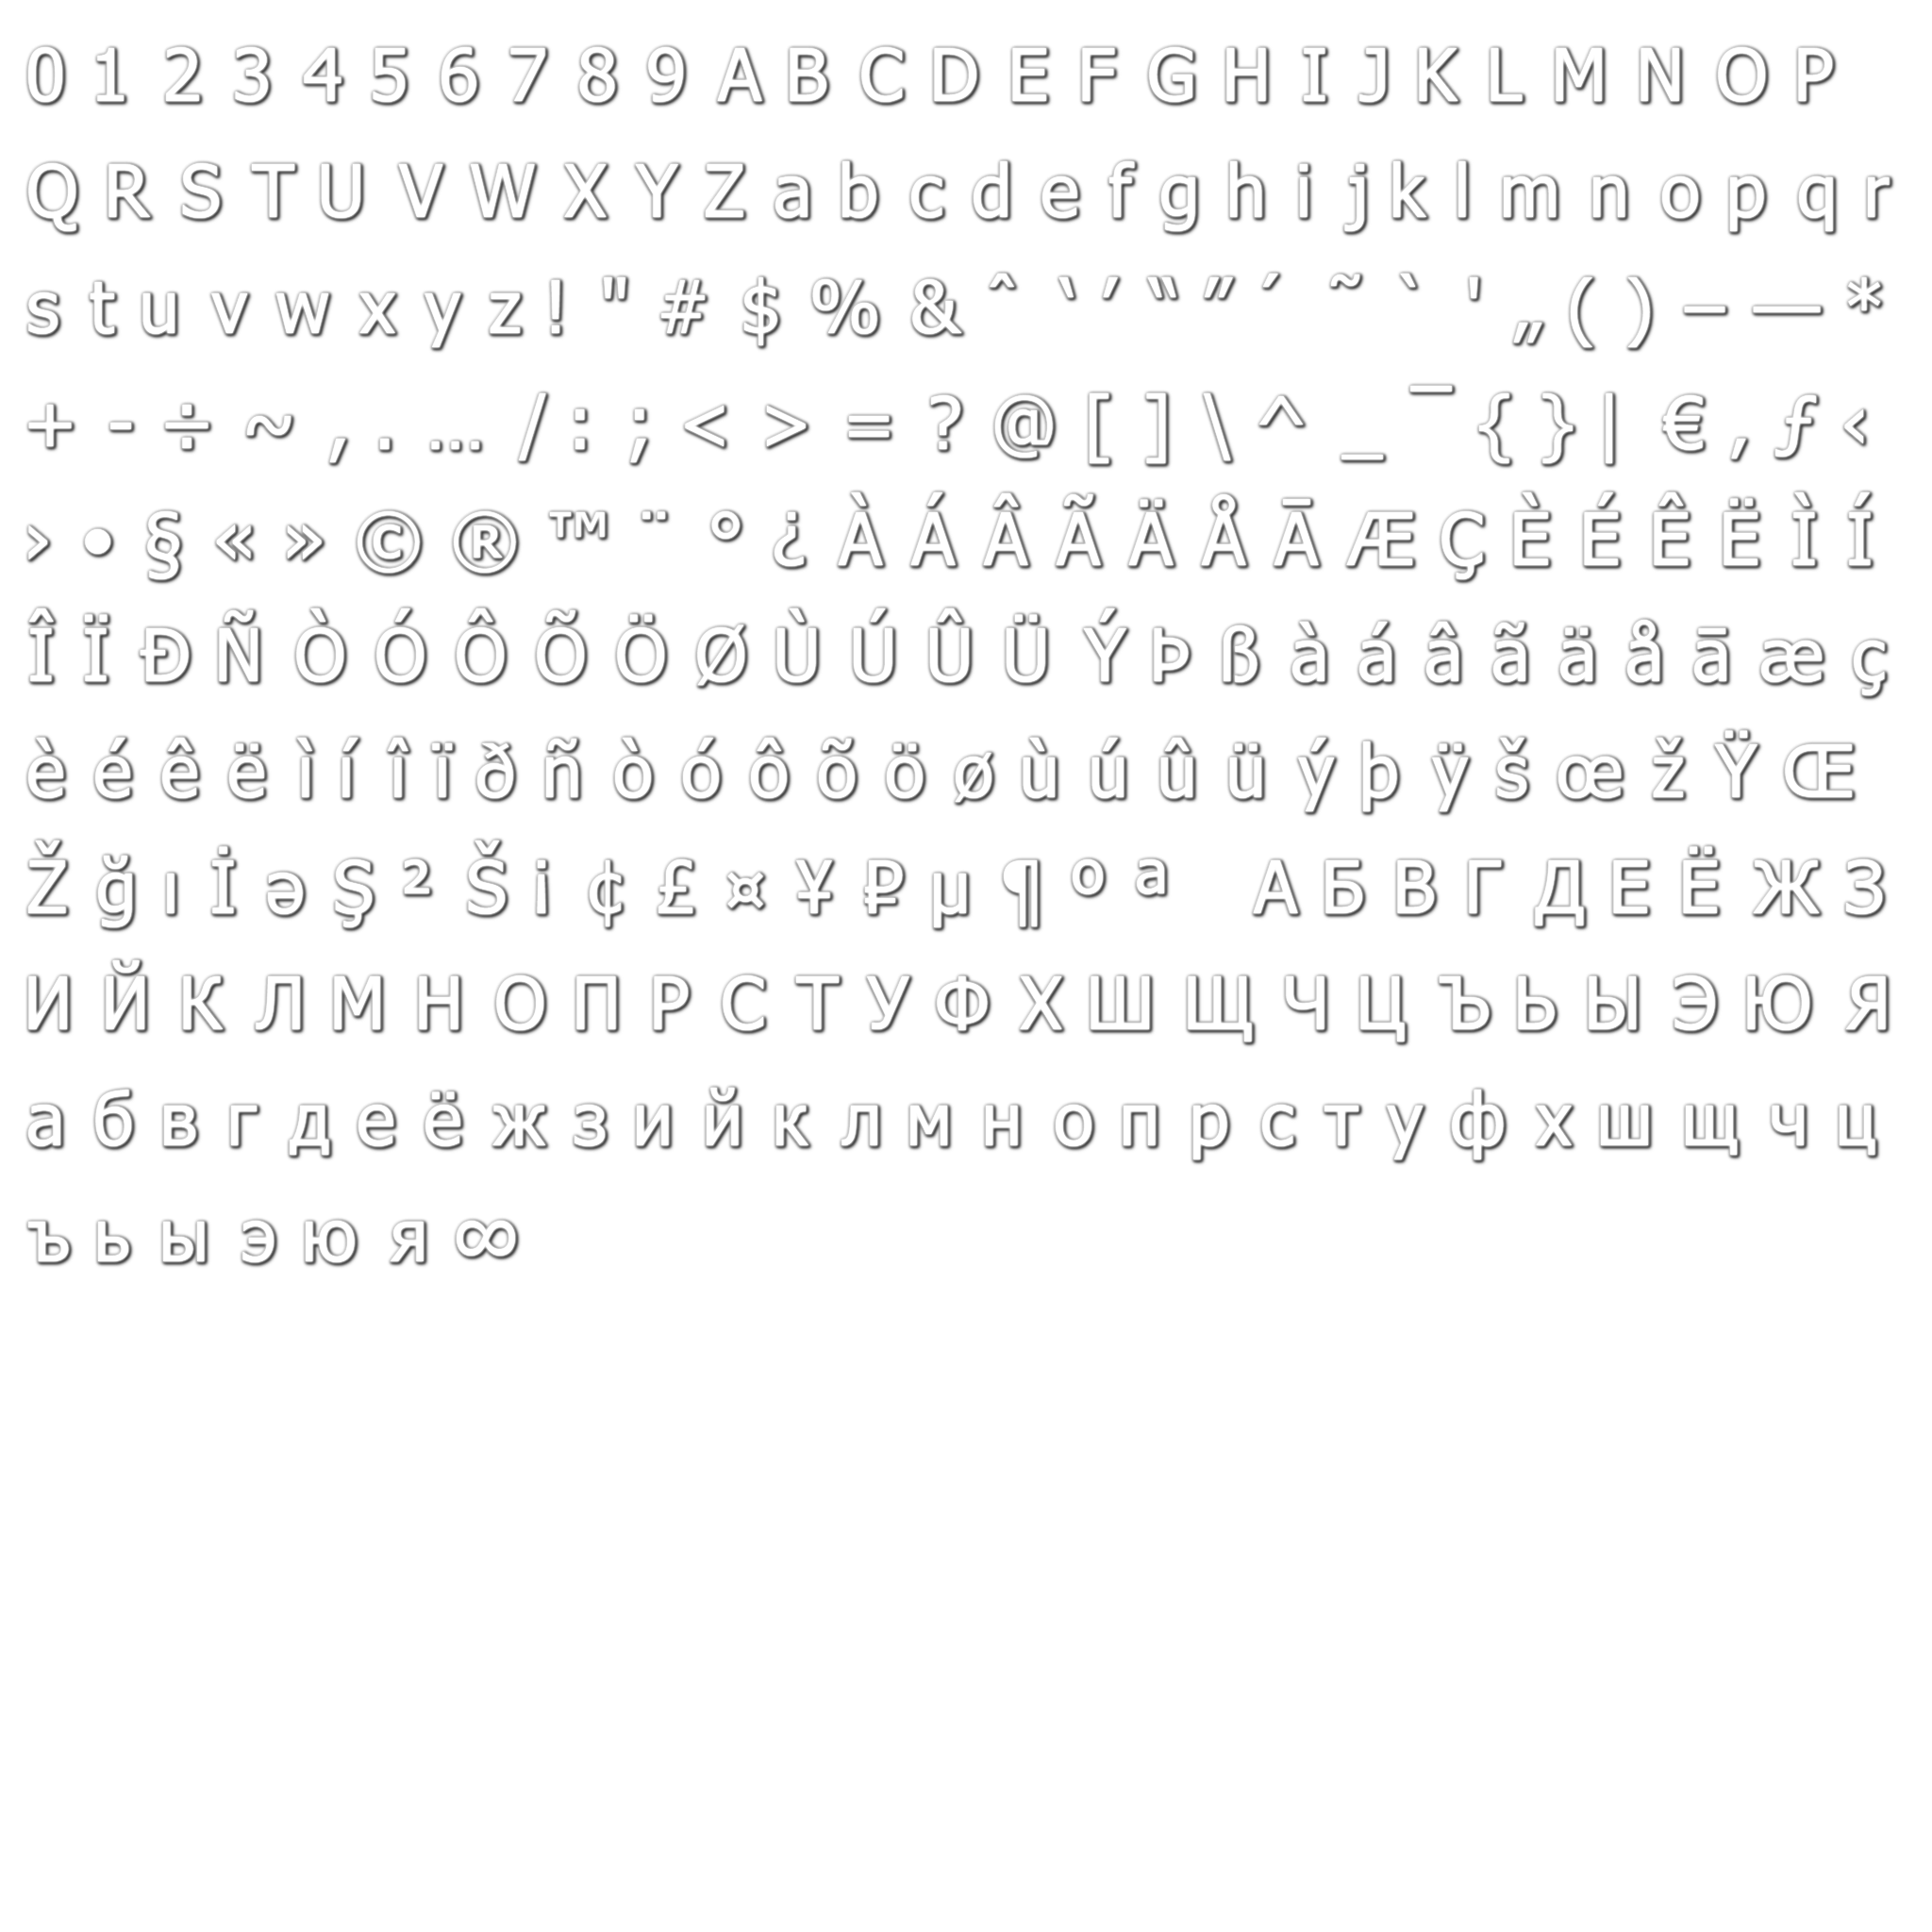 0 1 2 3 4 5 6 7 8 9 A B C D E F G H I J K L M N O P
Q R S T U V W X Y Z a b c d e f g h i j k l m n o p q r
s t u v w x y z ! " # $ % & ˆ ‘ ’ “ ” ´ ˜ ` ' „ ( ) – — *
+ - ÷ ~ , . … / : ; < > = ? @ [ ] \ ^ _ ¯ { } | € ‚ ƒ ‹
› • § « » © ® ™ ¨ ° ¿ À Á Â Ã Ä Å Ā Æ Ç È É Ê Ë Ì Í
Î Ï Ð Ñ Ò Ó Ô Õ Ö Ø Ù Ú Û Ü Ý Þ ß à á â ã ä å ā æ ç
è é ê ë ì í î ï ð ñ ò ó ô õ ö ø ù ú û ü ý þ ÿ š œ ž Ÿ Œ
Ž ğ ı İ ə Ş ² Š ¡ ¢ £ ¤ ¥ ₽ µ ¶ º ª А Б В Г Д Е Ё Ж З
И Й К Л М Н О П Р С Т У Ф Х Ш Щ Ч Ц Ъ Ь Ы Э Ю Я
а б в г д е ё ж з и й к л м н о п р с т у ф х ш щ ч ц
ъ ь ы э ю я ∞